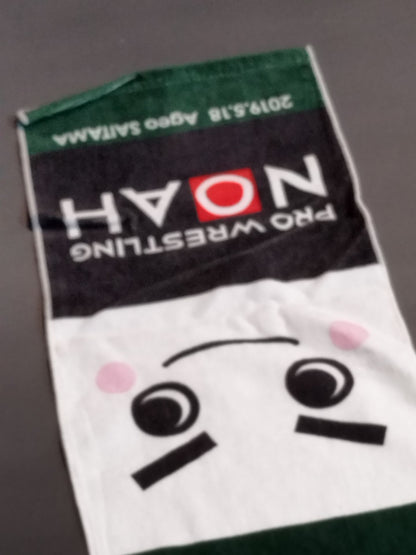 PRO WRESTLING
NOAH
2019.5.18 Ageo SAITAMA